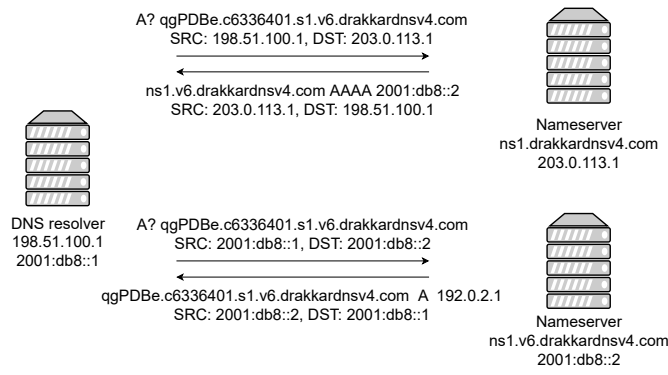 A? qgPDBe.c6336401.s1.v6.drakkardnsv4.com
SRC: 198.51.100.1, DST: 203.0.113.1
ns1.v6.drakkardnsv4.com AAAA 2001:db8::2
SRC: 203.0.113.1, DST: 198.51.100.1
Nameserver
ns1.drakkardnsv4.com
203.0.113.1
DNS resolver
198.51.100.1
2001:db8::1
A? qgPDBe.c6336401.s1.v6.drakkardnsv4.com
SRC: 2001:db8::1, DST: 2001:db8::2
qgPDBe.c6336401.s1.v6.drakkardnsv4.com A 192.0.2.1
SRC: 2001:db8::2, DST: 2001:db8::1
Nameserver
ns1.v6.drakkardnsv4.com
2001:db8::2